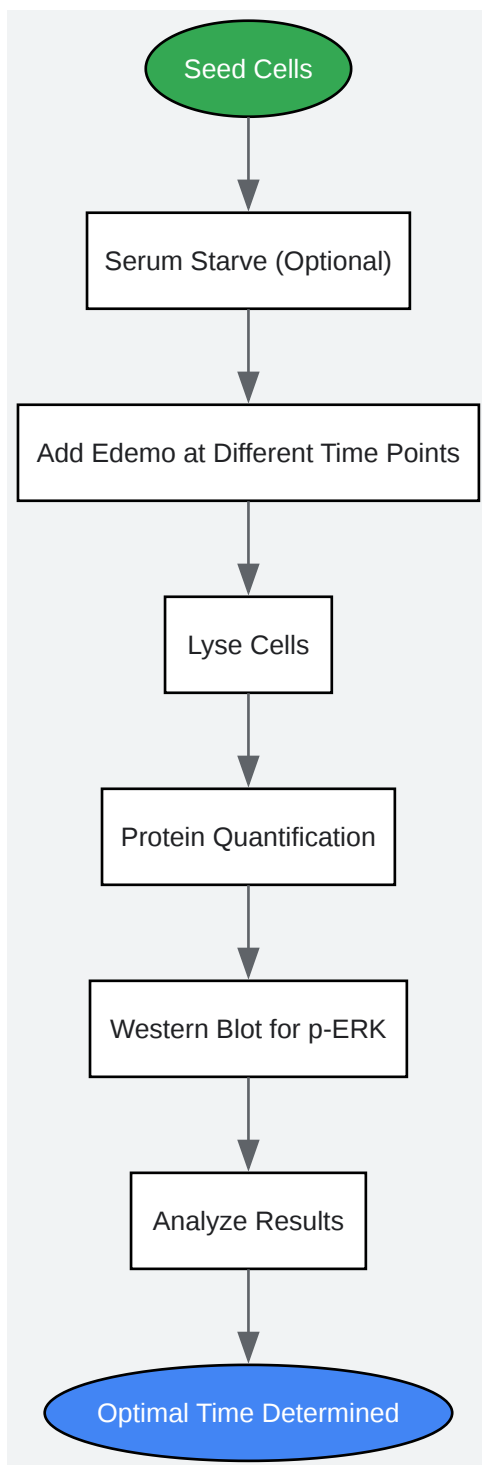 Seed Cells
Serum Starve (Optional)
Add Edemo at Different Time Points
Lyse Cells
Protein Quantification
Western Blot for p-ERK
Analyze Results
Optimal Time Determined